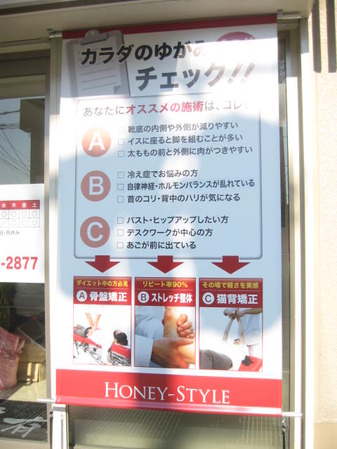 カラダのゆがみ
チェック!!
あなたにオススメの施術は、コレ!
A
□ 靴底の内側や外側が減りやすい
□ イスに座ると脚を組むことが多い
□ 太ももの前と外側に肉がつきやすい
B
□ 冷え症でお悩みの方
□ 自律神経・ホルモンバランスが乱れている
□ 首のコリ・背中のハリが気になる
C
□ バスト・ヒップアップしたい方
□ デスクワークが中心の方
□ あごが前に出ている
ダイエット中の方必見
A 骨盤矯正
リピート率90%
B ストレッチ整体
その場で軽さを実感
C 猫背矯正
HONEY-STYLE
水 木 金 土
-2877